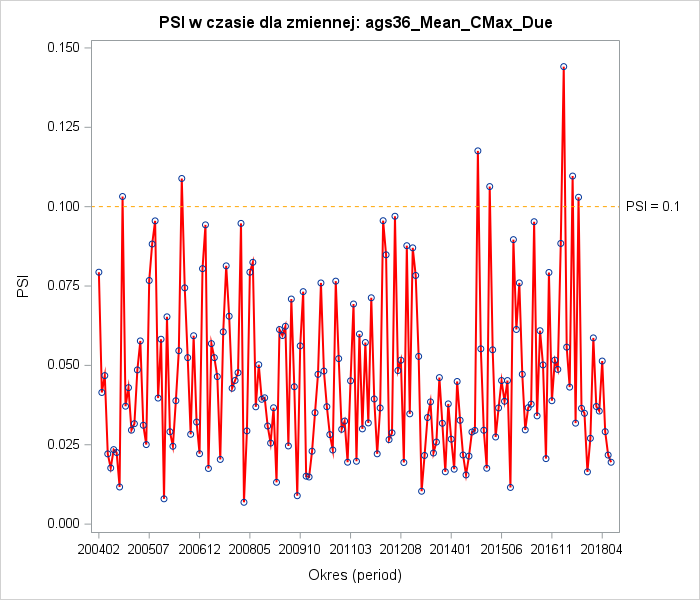 PSI w czasie dla zmiennej: ags36_Mean_CMax_Due
0.150
0.125
0.100
0.075
0.050
0.025
0.000
PSI
PSI = 0.1
200402 200507 200612 200805 200910 201103 201208 201401 201506 201611 201804
Okres (period)